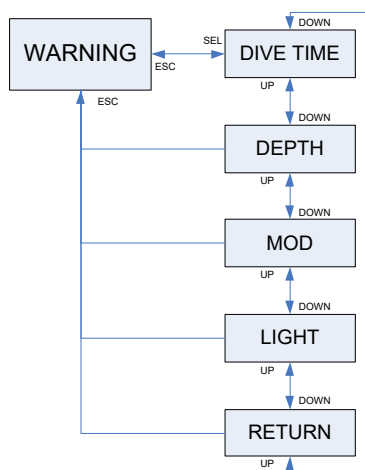 DOWN
WARNING
SEL
ESC
DIVE TIME
ESC
UP
DOWN
DEPTH
UP
DOWN
MOD
UP
DOWN
LIGHT
UP
DOWN
RETURN
UP